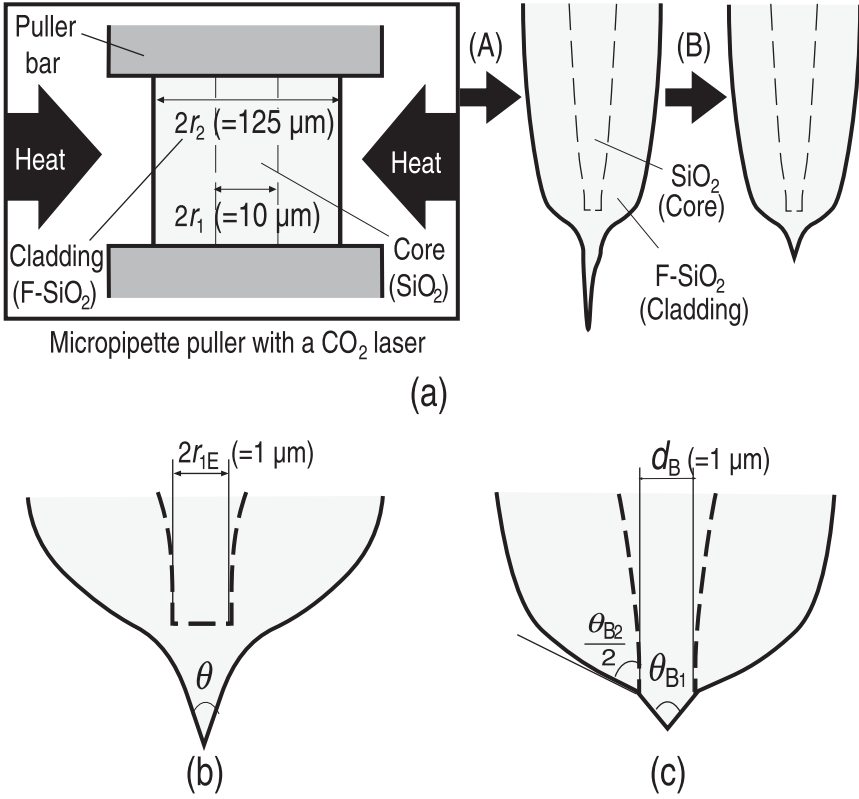 Puller
bar
(A)
(B)
2r₂ (=125 μm)
Heat
Heat
SiO₂
(Core)
2r₁ (=10 μm)
Cladding
(F-SiO₂)
Core
(SiO₂)
F-SiO₂
(Cladding)
Micropipette puller with a CO₂ laser
(a)
2r₁E (=1 μm)
dB (=1 μm)
θB2
2
θ
θB1
(b)
(c)